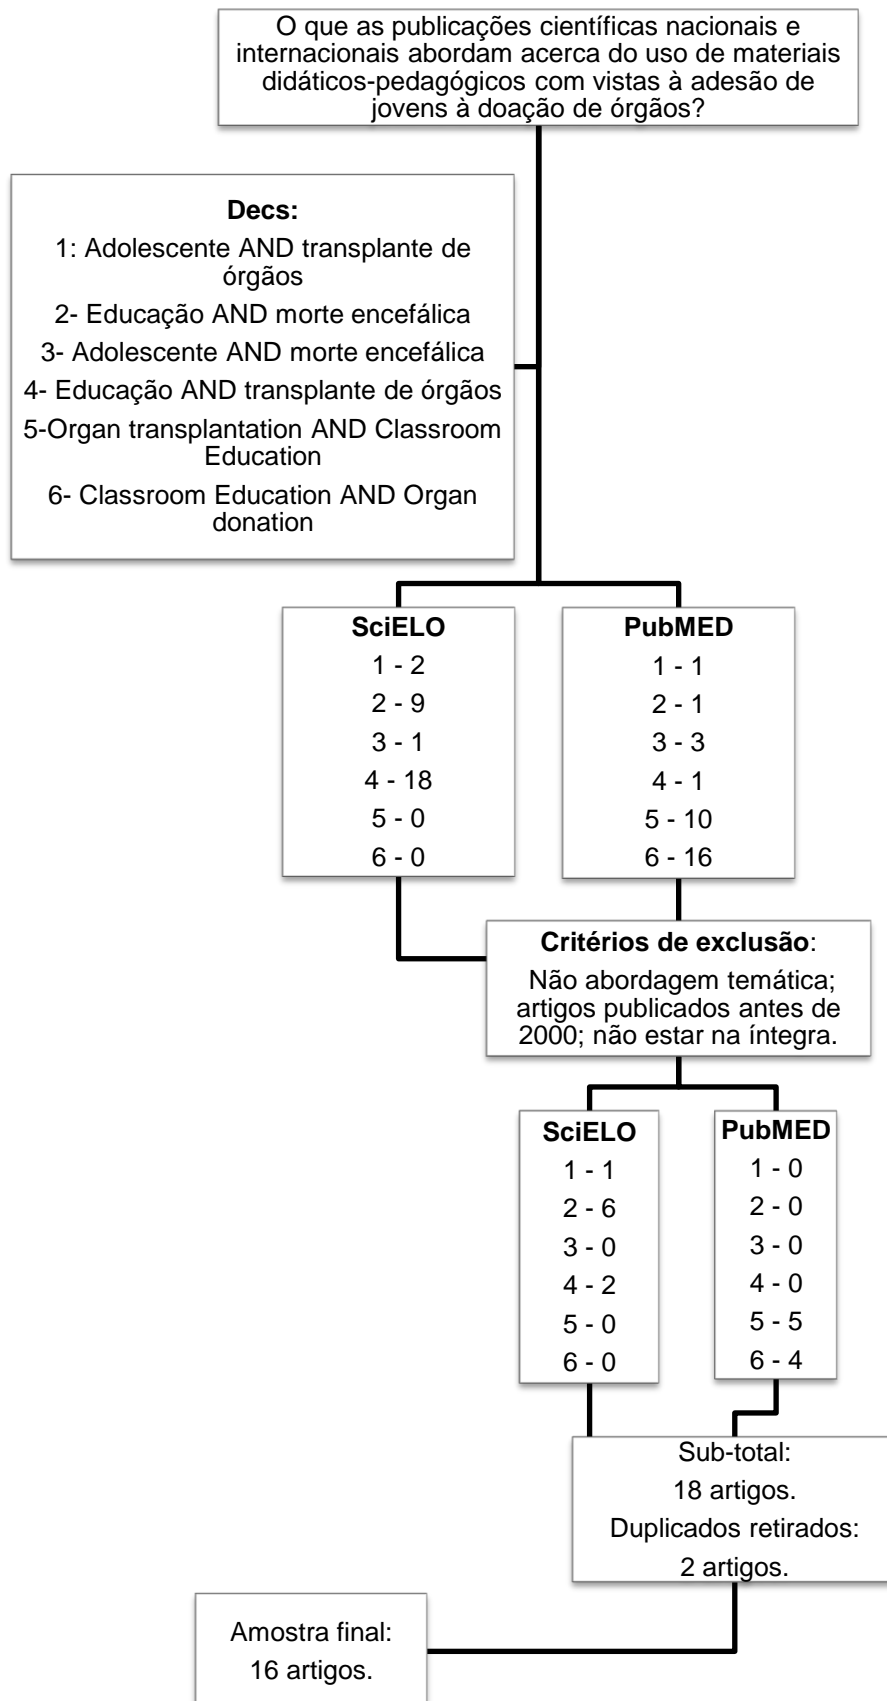 O que as publicações científicas nacionais e
internacionais abordam acerca do uso de materiais
didáticos-pedagógicos com vistas à adesão de
jovens à doação de órgãos?
Decs:
1: Adolescente AND transplante de
órgãos
2- Educação AND morte encefálica
3- Adolescente AND morte encefálica
4- Educação AND transplante de órgãos
5-Organ transplantation AND Classroom
Education
6- Classroom Education AND Organ
donation
SciELO
1 - 2
2 - 9
3 - 1
4 - 18
5 - 0
6 - 0
PubMED
1 - 1
2 - 1
3 - 3
4 - 1
5 - 10
6 - 16
Critérios de exclusão:
Não abordagem temática;
artigos publicados antes de
2000; não estar na íntegra.
SciELO
1 - 1
2 - 6
3 - 0
4 - 2
5 - 0
6 - 0
PubMED
1 - 0
2 - 0
3 - 0
4 - 0
5 - 5
6 - 4
Sub-total:
18 artigos.
Duplicados retirados:
2 artigos.
Amostra final:
16 artigos.